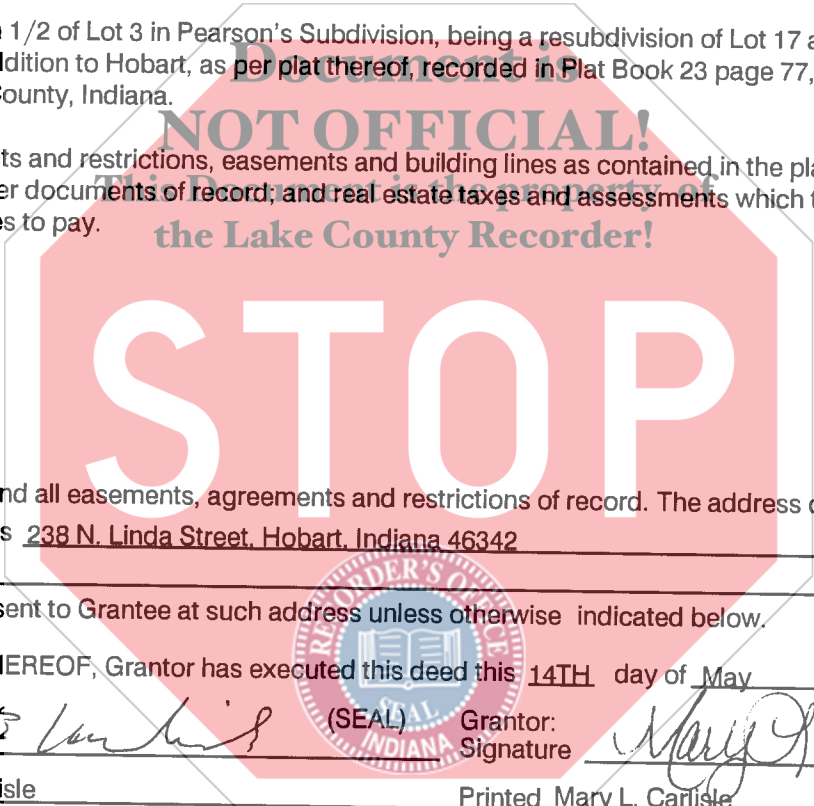 1/2 of Lot 3 in Pearson's Subdivision, being a resubdivision of Lot 17 a
ddition to Hobart, as per plat thereof, recorded in Plat Book 23 page 77,
County, Indiana.
Document is
NOT OFFICIAL!
This Document is the property of
the Lake County Recorder!
ts and restrictions, easements and building lines as contained in the pla
er documents of record; and real estate taxes and assessments which t
es to pay.
STOP
nd all easements, agreements and restrictions of record. The address o
s 238 N. Linda Street, Hobart, Indiana 46342
sent to Grantee at such address unless otherwise indicated below.
HEREOF, Grantor has executed this deed this 14TH day of May
(SEAL) Grantor:
Signature Mary
isle
Printed Mary L. Carlisle
RECORDER'S OFFICE
SEAL
INDIANA